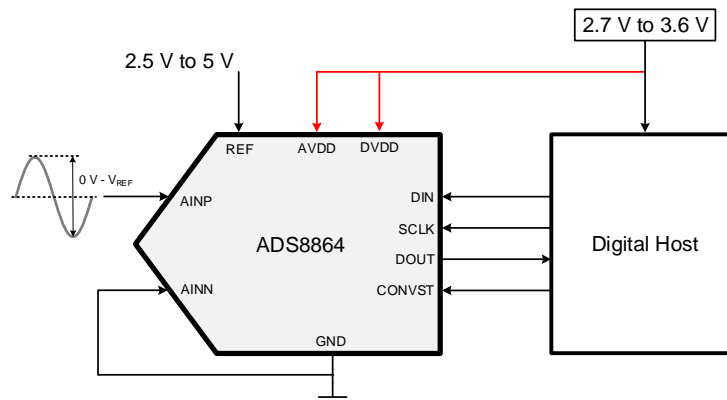 2.7 V to 3.6 V
2.5 V to 5 V
REF
AVDD
DVDD
0 V - VREF
AINP
DIN
SCLK
ADS8864
DOUT
Digital Host
AINN
CONVST
GND